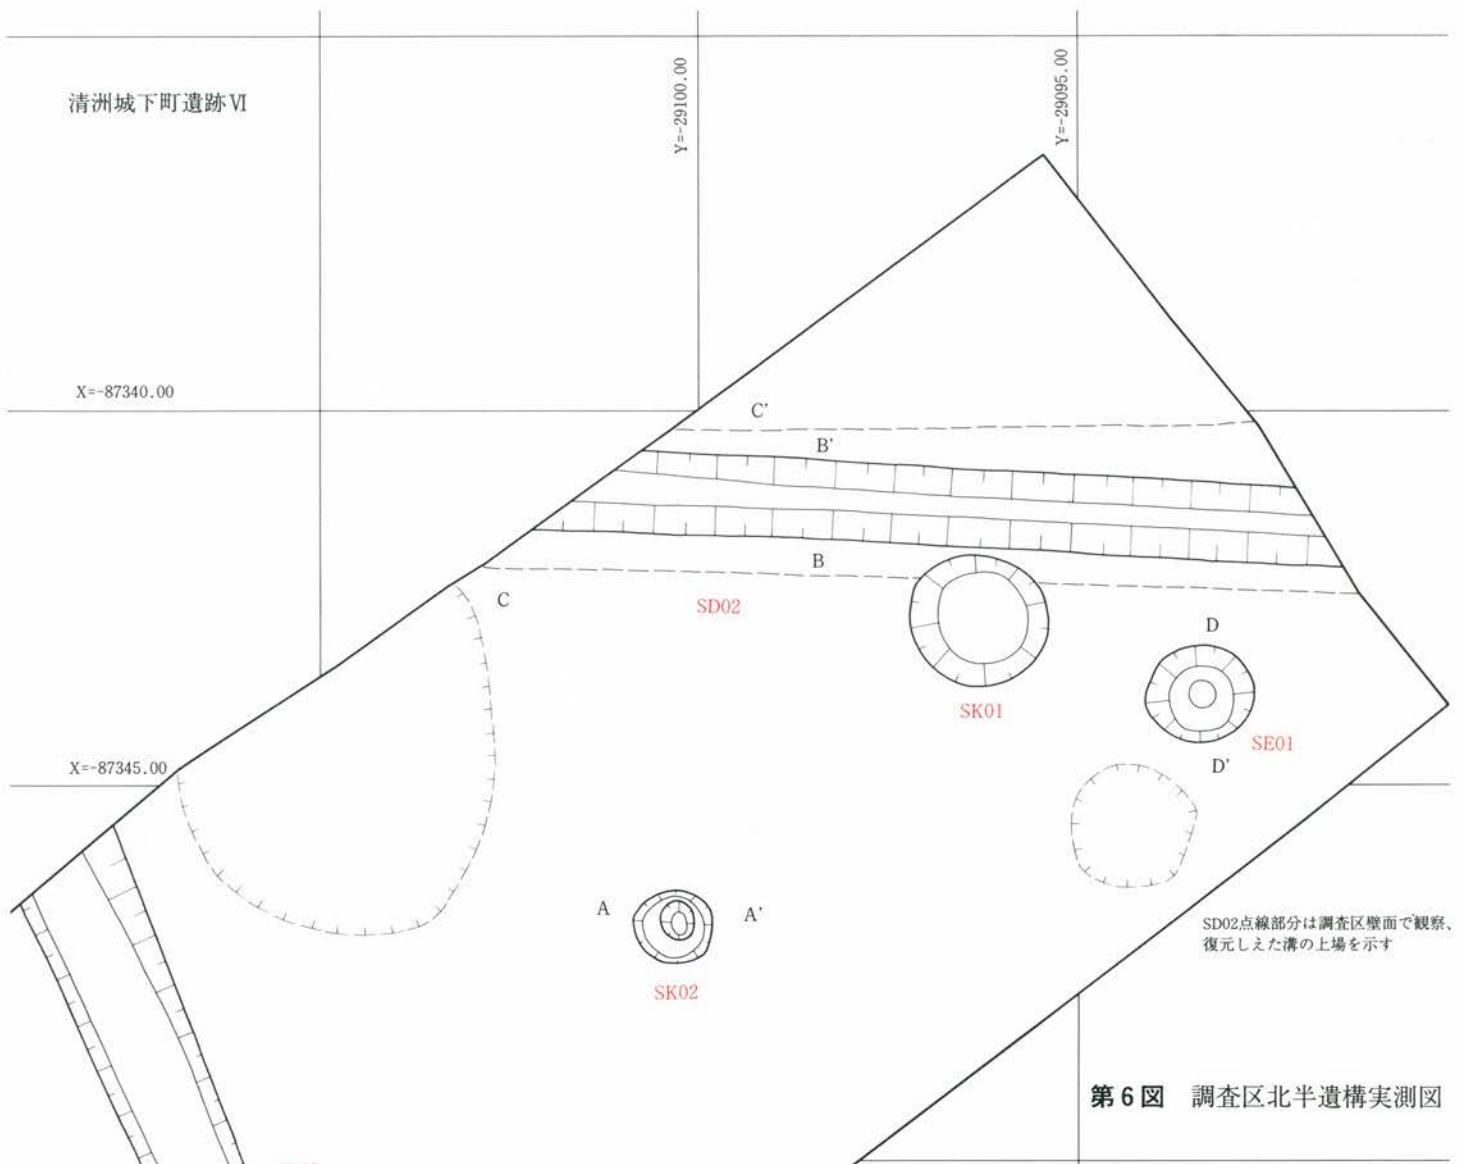 清洲城下町遺跡Ⅵ
Y=-29100.00
Y=-29095.00
X=-87340.00
C'
B'
B
C
SD02
D
SK01
SE01
D'
X=-87345.00
A
A'
SK02
SD02点線部分は調査区壁面で観察、
復元しえた溝の上場を示す
第6図 調査区北半遺構実測図